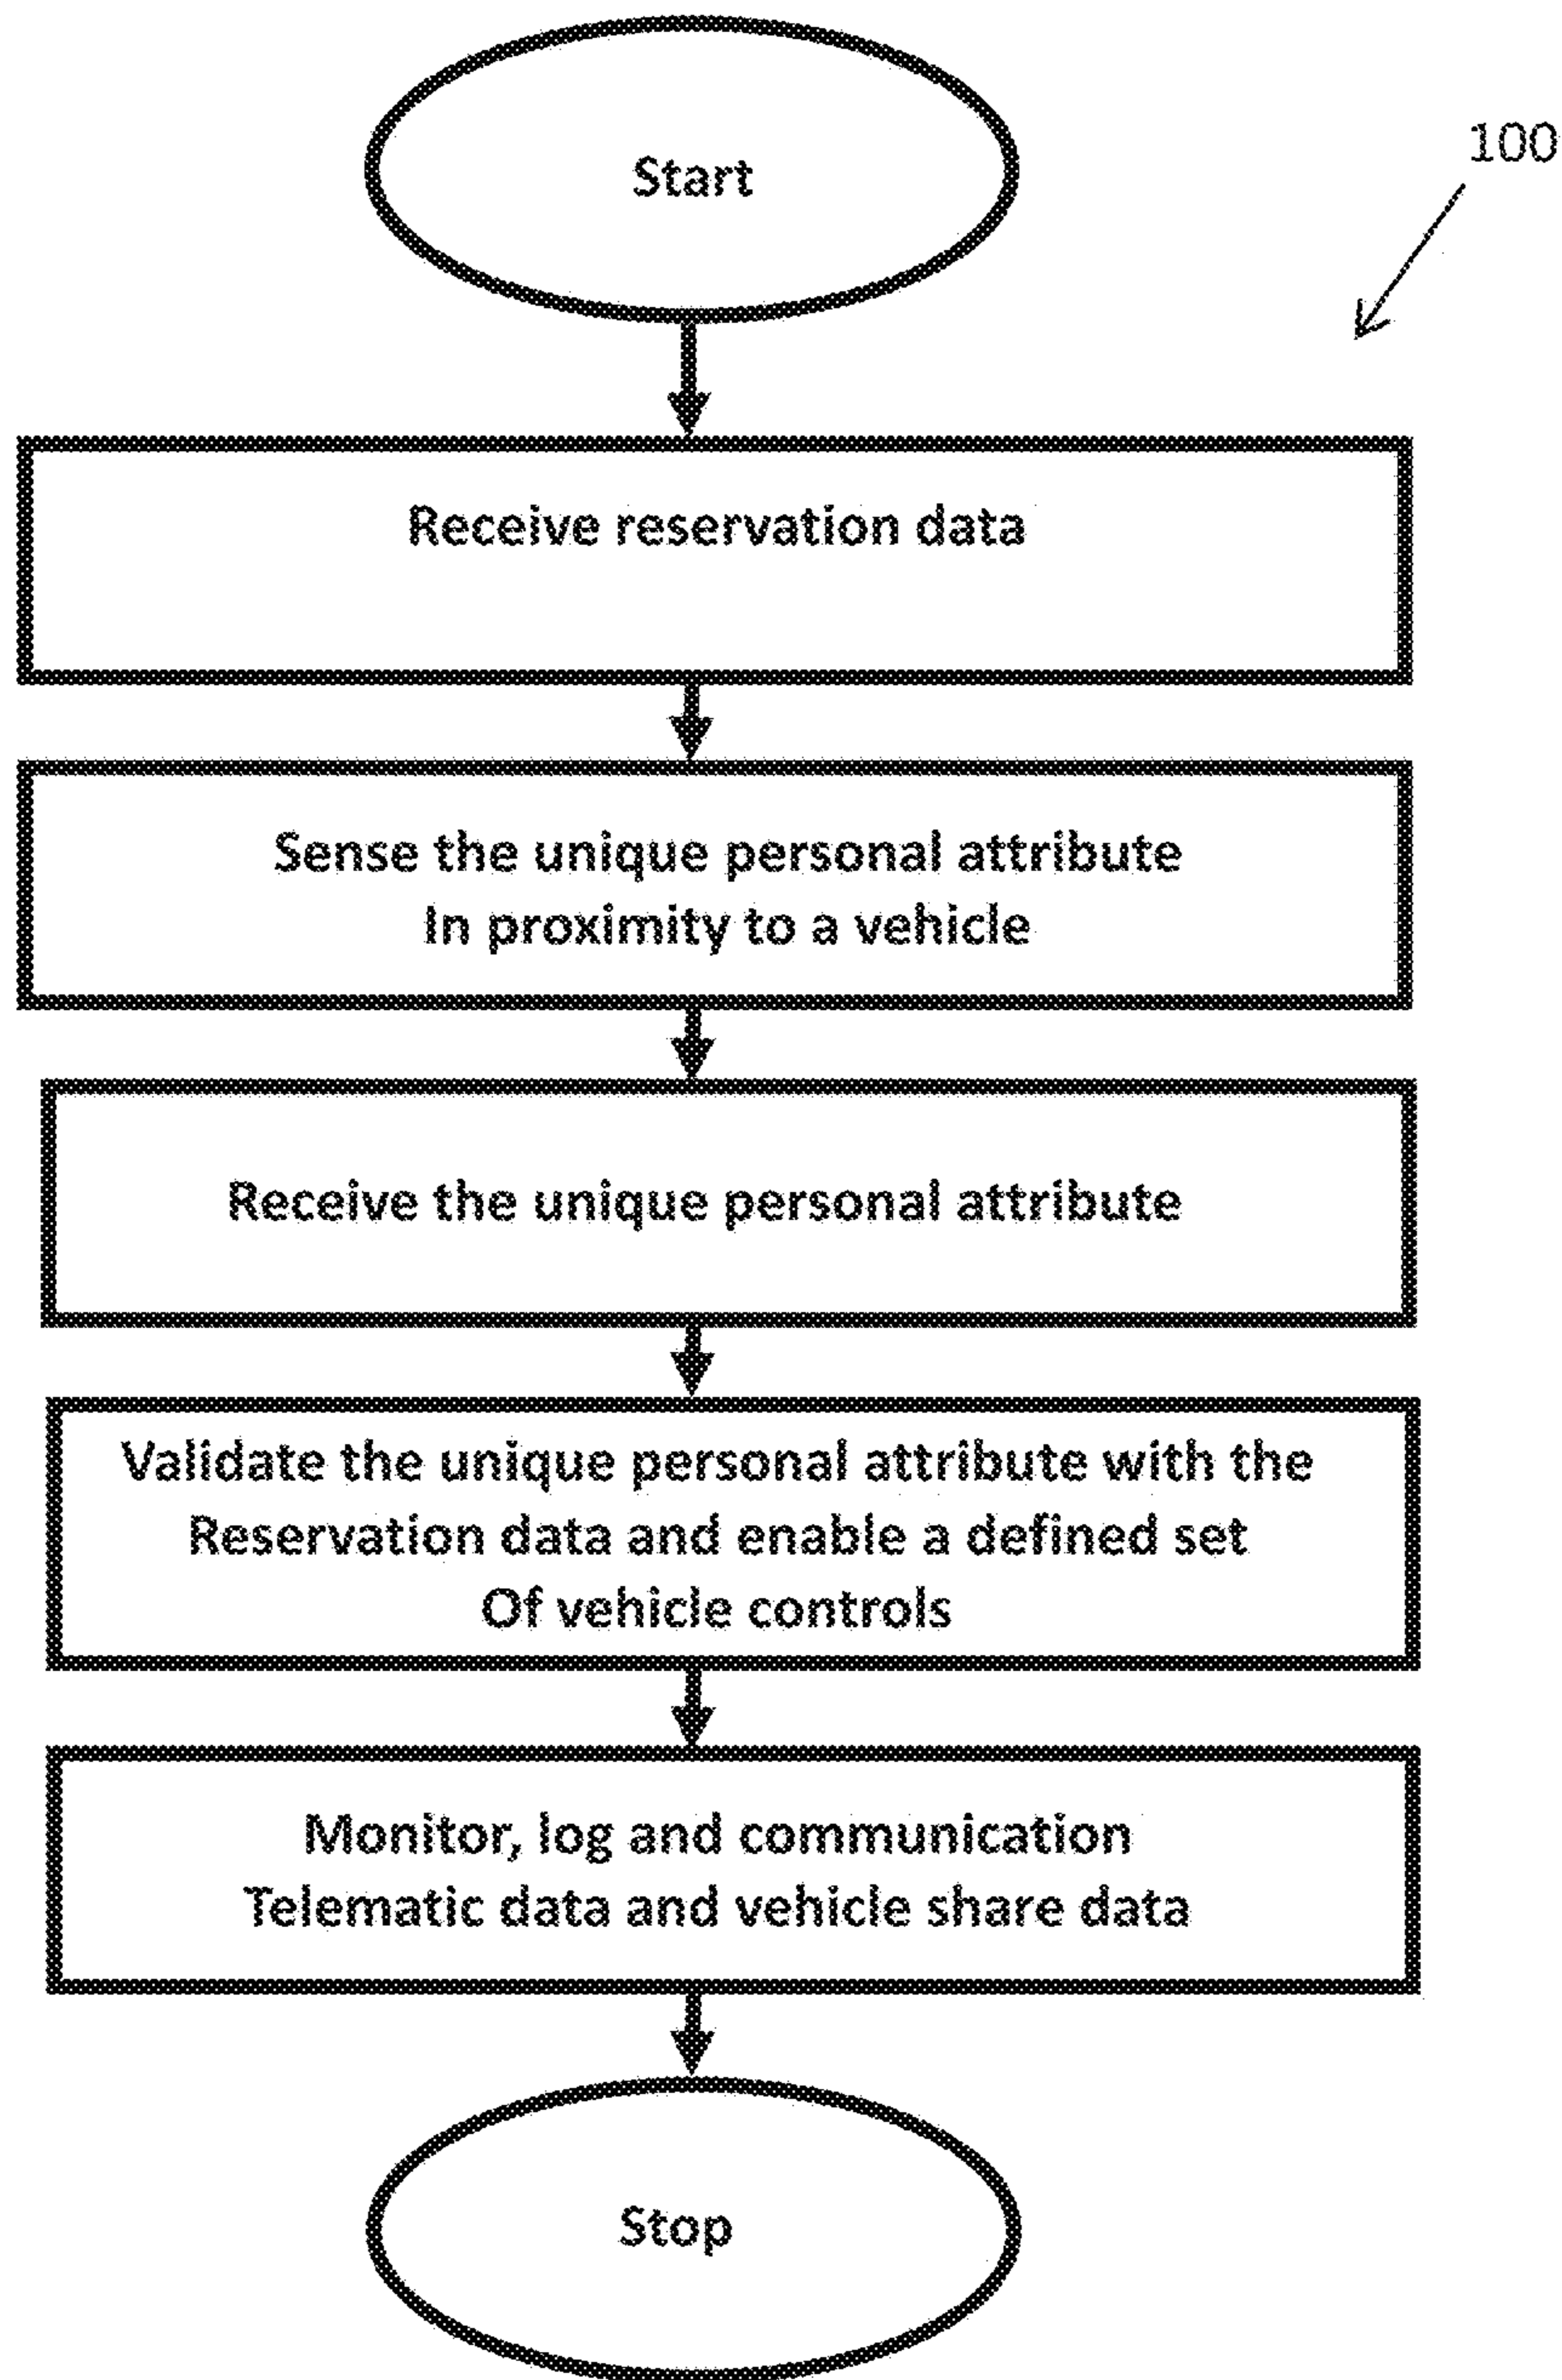 Start
100
Receive reservation data
Sense the unique personal attribute
In proximity to a vehicle
Receive the unique personal attribute
Validate the unique personal attribute with the
Reservation data and enable a defined set
Of vehicle controls
Monitor, log and communication
Telematic data and vehicle share data
Stop